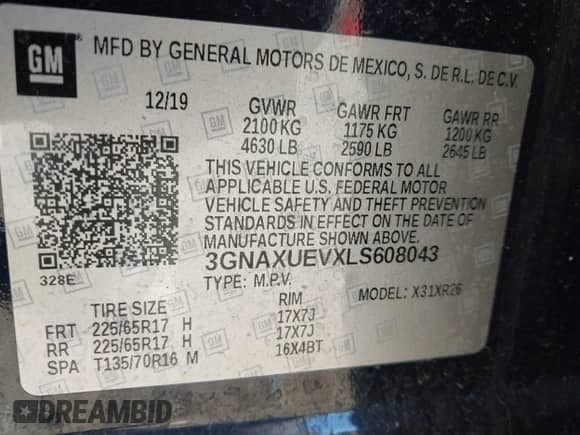 GM
MFD BY GENERAL MOTORS DE MEXICO, S. DE R.L. DE C.V.
12/19 GVWR GAWR FRT GAWR RR
2100 KG 1175 KG 1200 KG
4630 LB 2590 LB 2645 LB
THIS VEHICLE CONFORMS TO ALL
APPLICABLE U.S. FEDERAL MOTOR
VEHICLE SAFETY AND THEFT PREVENTION
STANDARDS IN EFFECT ON THE DATE OF
MANUFACTURE SHOWN ABOVE.
328E 3GNAXUEVXLS608043
TYPE: M.P.V. MODEL: X31XR26
TIRE SIZE RIM
FRT 225/65R17 H 17X7J
RR 225/65R17 H 17X7J
SPA T135/70R16 M 16X4BT
DREAMBID